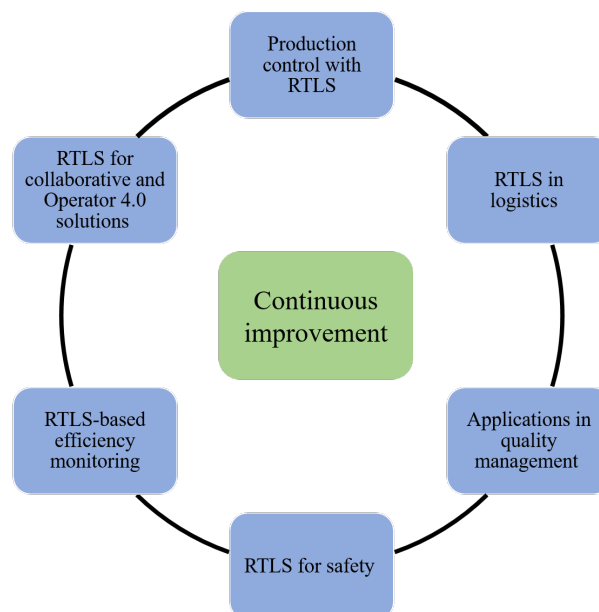 Production
control with
RTLS
RTLS for
collaborative and
Operator 4.0
solutions
RTLS in
logistics
Continuous
improvement
RTLS-based
efficiency
monitoring
Applications in
quality
management
RTLS for safety